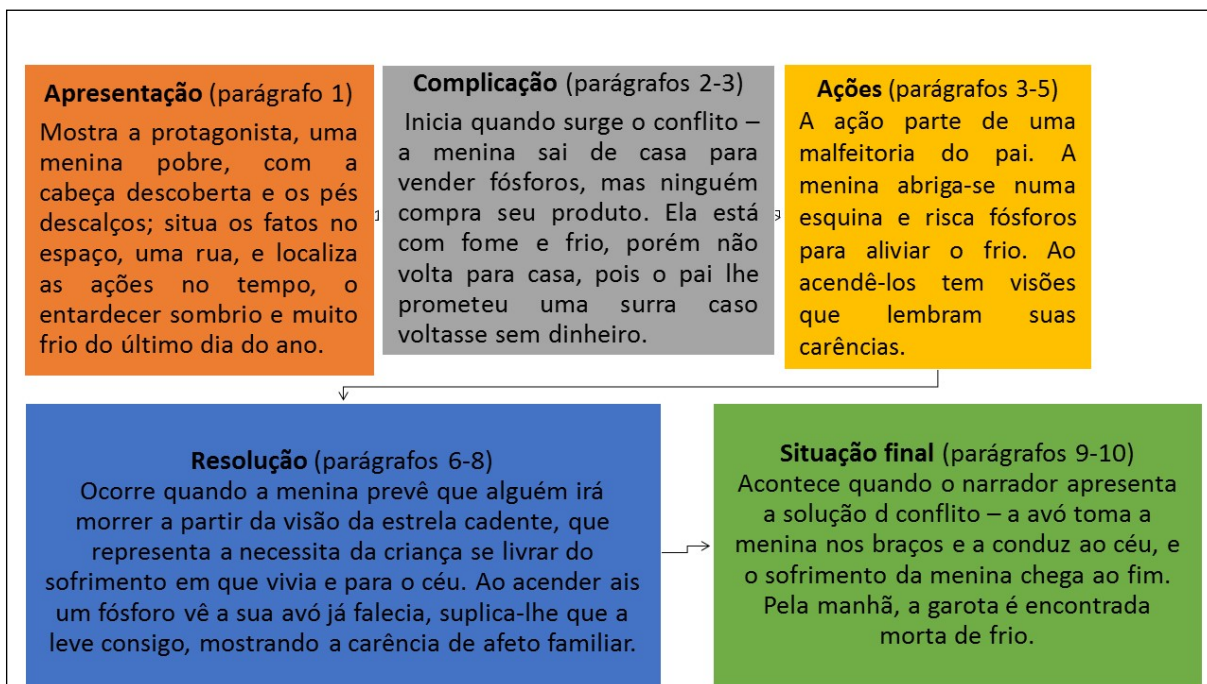 Apresentação (parágrafo 1)
Mostra a protagonista, uma
menina pobre, com a
cabeça descoberta e os pés
descalços; situa os fatos no
espaço, uma rua, e localiza
as ações no tempo, o
entardecer sombrio e muito
frio do último dia do ano.
Complicação (parágrafos 2-3)
Inicia quando surge o conflito –
a menina sai de casa para
vender fósforos, mas ninguém
compra seu produto. Ela está
com fome e frio, porém não
volta para casa, pois o pai lhe
prometeu uma surra caso
voltasse sem dinheiro.
Ações (parágrafos 3-5)
A ação parte de uma
malfeitoria do pai. A
menina abriga-se numa
esquina e risca fósforos
para aliviar o frio. Ao
acendê-los tem visões
que lembram suas
carências.
Resolução (parágrafos 6-8)
Ocorre quando a menina prevê que alguém irá
morrer a partir da visão da estrela cadente, que
representa a necessita da criança se livrar do
sofrimento em que vivia e para o céu. Ao acender ais
um fósforo vê a sua avó já falecia, suplica-lhe que a
leve consigo, mostrando a carência de afeto familiar.
Situação final (parágrafos 9-10)
Acontece quando o narrador apresenta
a solução d conflito – a avó toma a
menina nos braços e a conduz ao céu, e
o sofrimento da menina chega ao fim.
Pela manhã, a garota é encontrada
morta de frio.